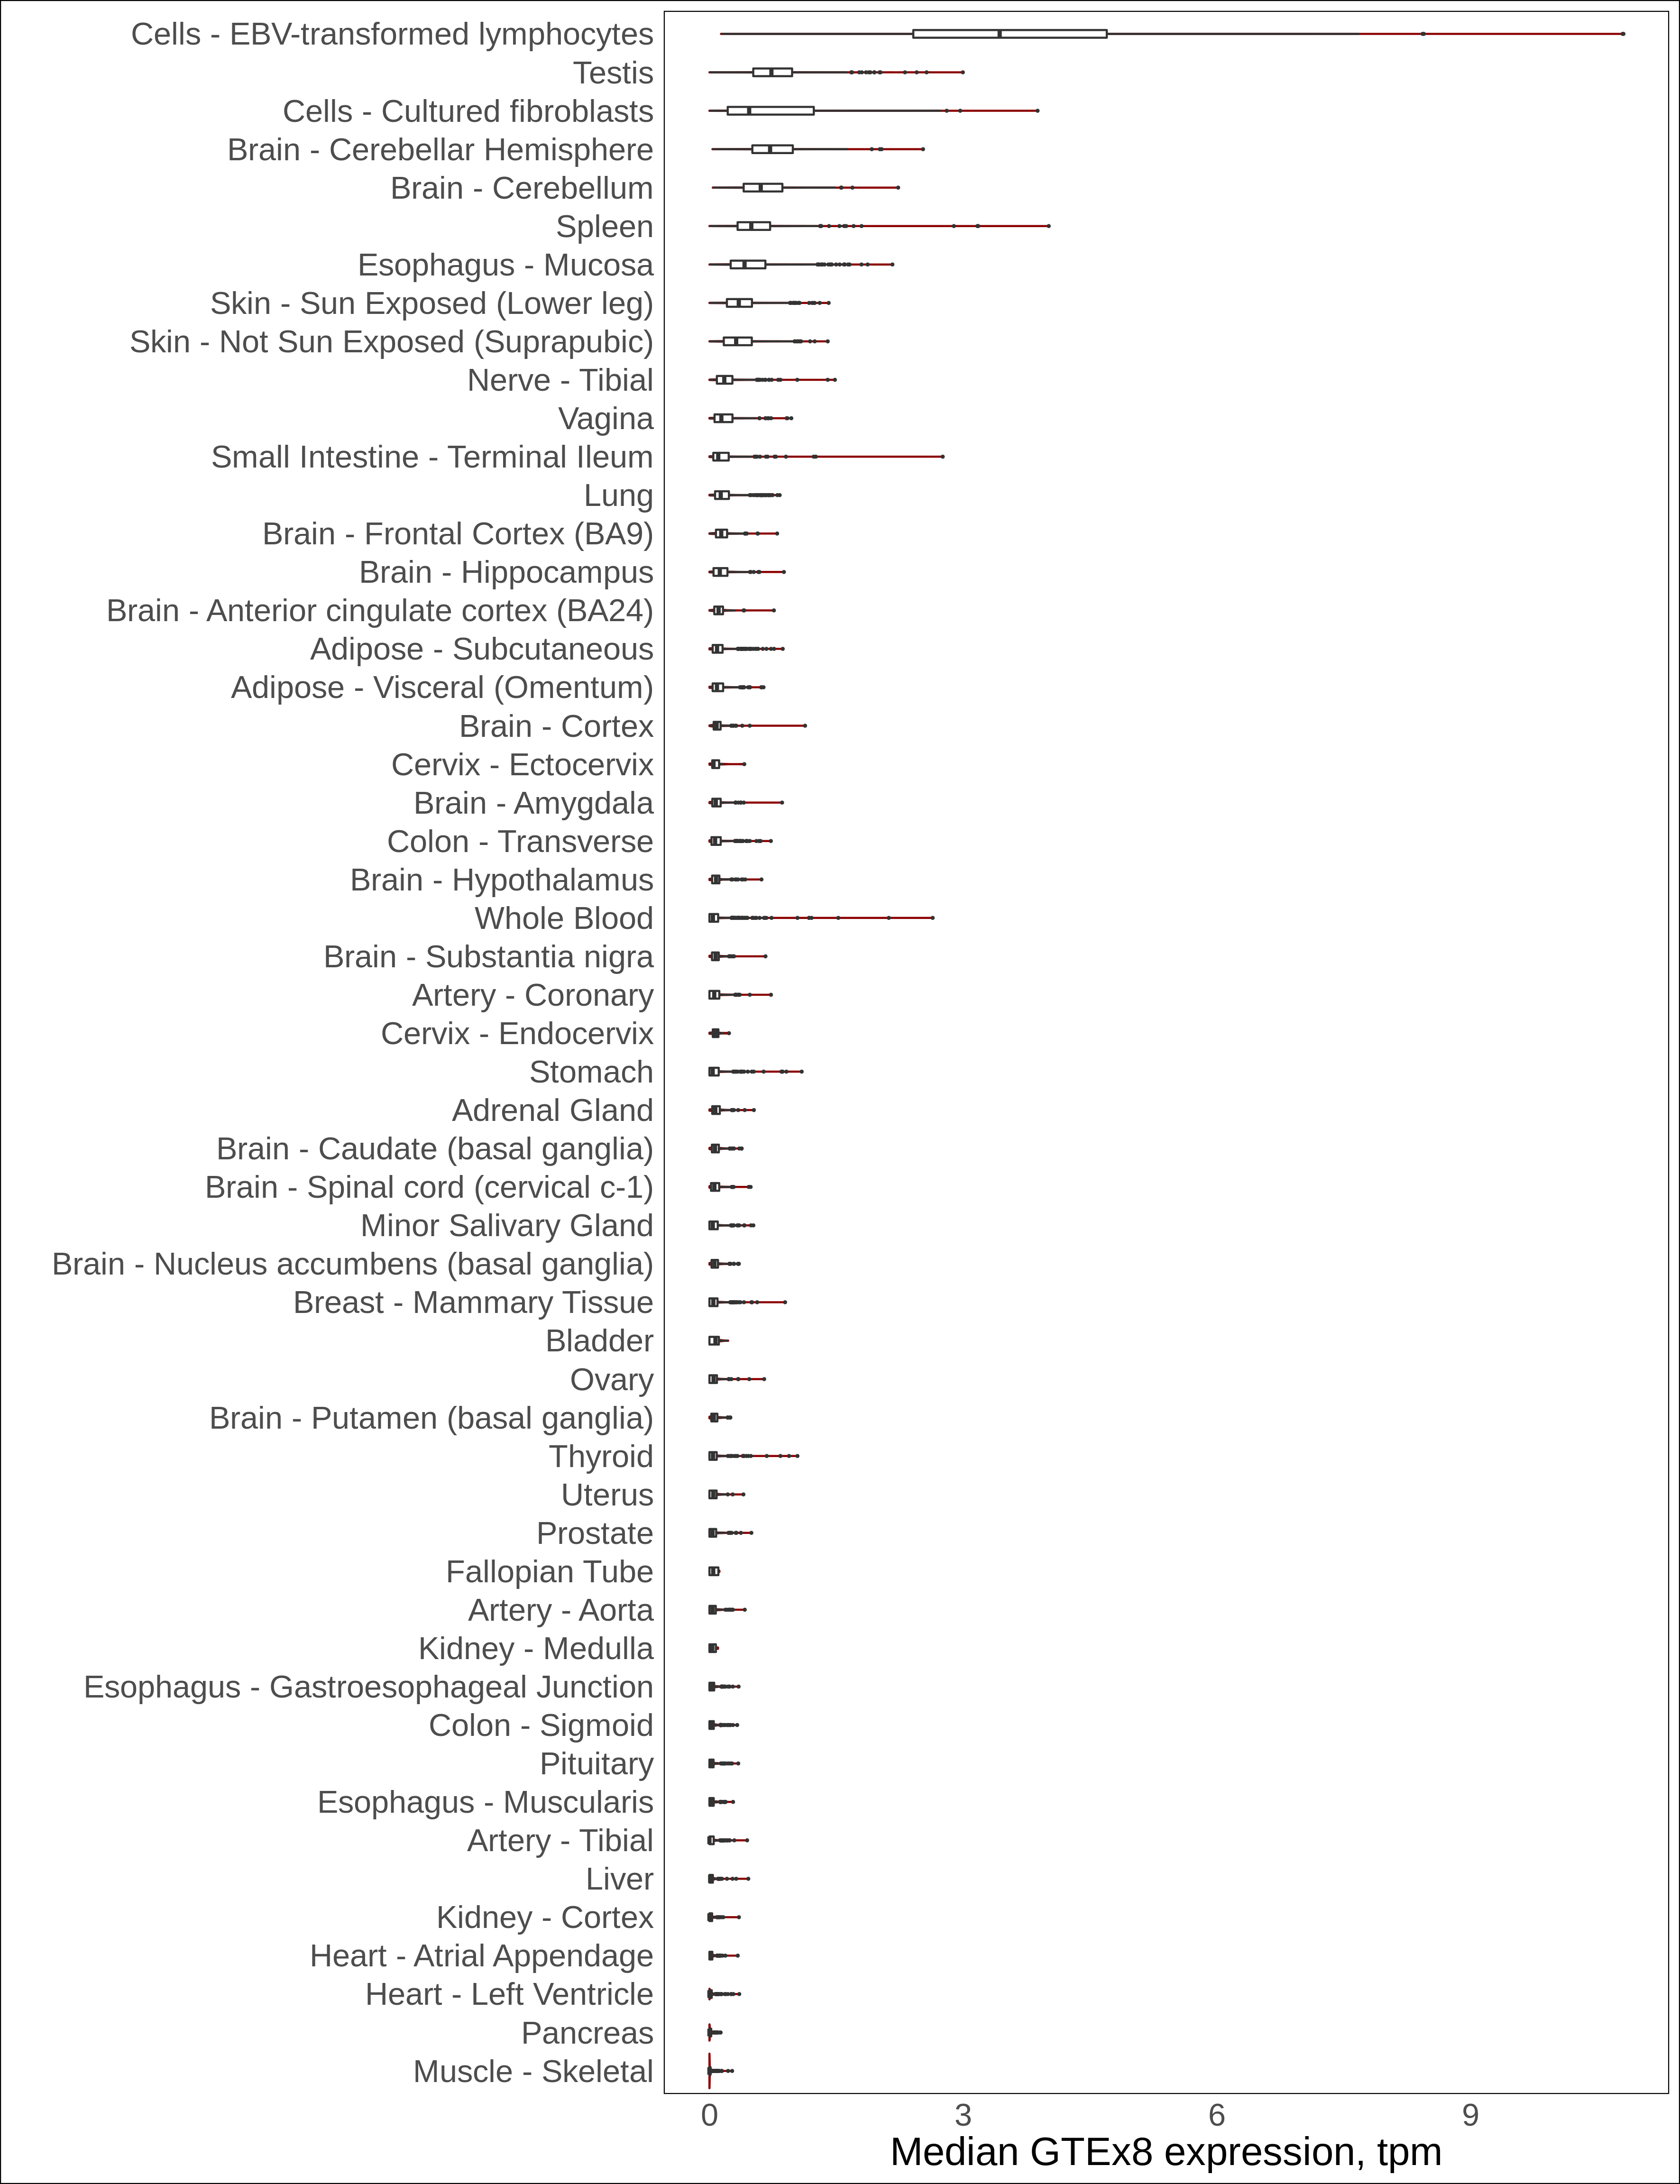 Cells - EBV-transformed lymphocytes
Testis
Cells - Cultured fibroblasts
Brain - Cerebellar Hemisphere
Brain - Cerebellum
Spleen
Esophagus - Mucosa
Skin - Sun Exposed (Lower leg)
Skin - Not Sun Exposed (Suprapubic)
Nerve - Tibial
Vagina
Small Intestine - Terminal Ileum
Lung
Brain - Frontal Cortex (BA9)
Brain - Hippocampus
Brain - Anterior cingulate cortex (BA24)
Adipose - Subcutaneous
Adipose - Visceral (Omentum)
Brain - Cortex
Cervix - Ectocervix
Brain - Amygdala
Colon - Transverse
Brain - Hypothalamus
Whole Blood
Brain - Substantia nigra
Artery - Coronary
Cervix - Endocervix
Stomach
Adrenal Gland
Brain - Caudate (basal ganglia)
Brain - Spinal cord (cervical c-1)
Minor Salivary Gland
Brain - Nucleus accumbens (basal ganglia)
Breast - Mammary Tissue
Bladder
Ovary
Brain - Putamen (basal ganglia)
Thyroid
Uterus
Prostate
Fallopian Tube
Artery - Aorta
Kidney - Medulla
Esophagus - Gastroesophageal Junction
Colon - Sigmoid
Pituitary
Esophagus - Muscularis
Artery - Tibial
Liver
Kidney - Cortex
Heart - Atrial Appendage
Heart - Left Ventricle
Pancreas
Muscle - Skeletal
0 3 6 9
Median GTEx8 expression, tpm